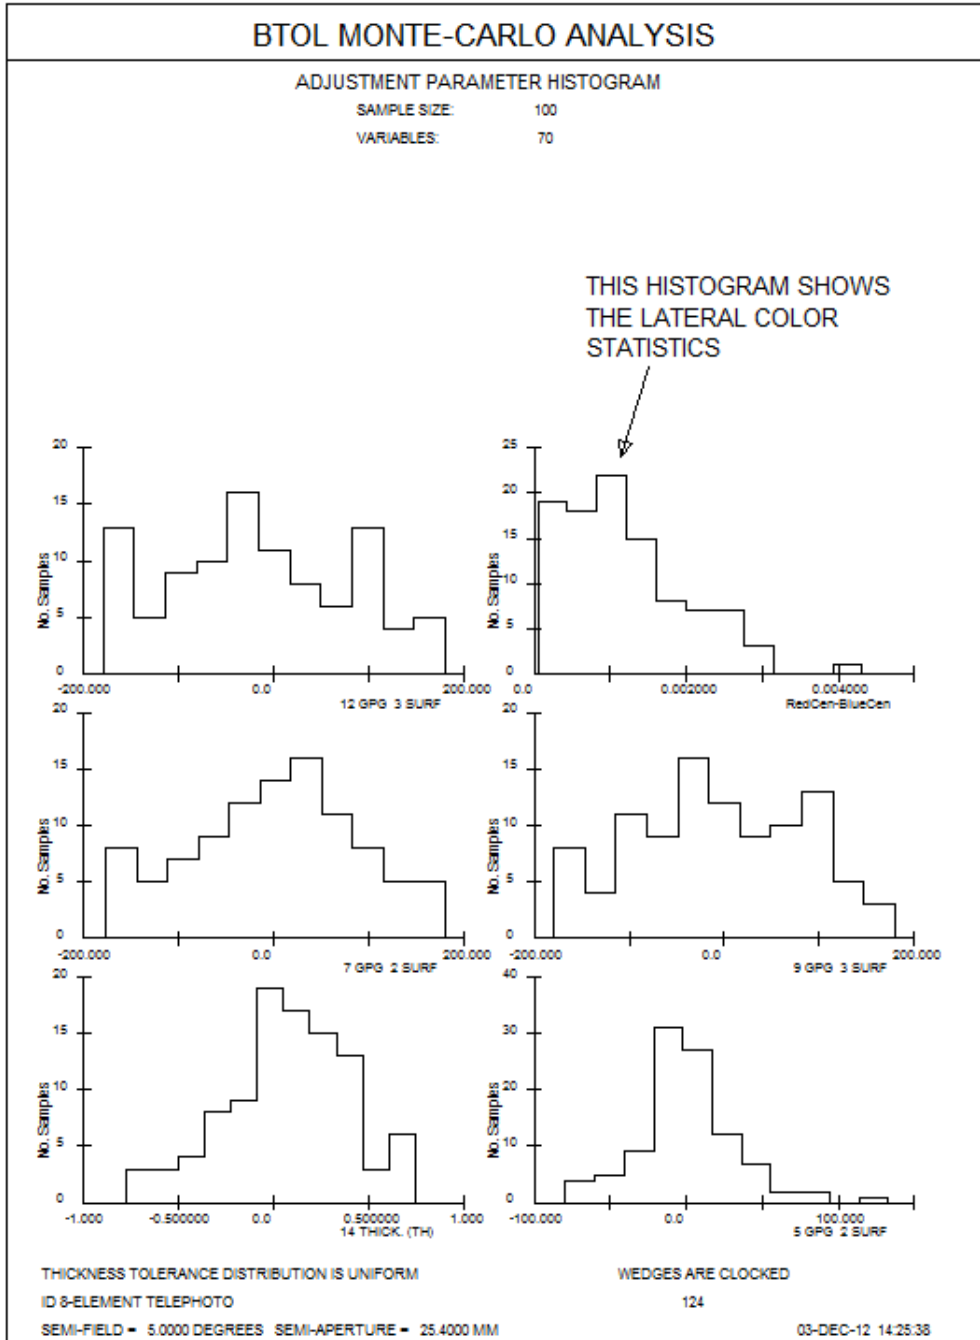 BTOL MONTE-CARLO ANALYSIS
ADJUSTMENT PARAMETER HISTOGRAM
SAMPLE SIZE: 100
VARIABLES: 70
THIS HISTOGRAM SHOWS
THE LATERAL COLOR
STATISTICS
20
15
10
5
0
No. Samples
-200.000 0.0 200.000
12 GPG 3 SURF
25
20
15
10
5
0
No. Samples
0.0 0.002000 0.004000
RedCen-BlueCen
20
15
10
5
0
No. Samples
-200.000 0.0 200.000
7 GPG 2 SURF
20
15
10
5
0
No. Samples
-200.000 0.0 200.000
9 GPG 3 SURF
20
15
10
5
0
No. Samples
-1.000 -0.500000 0.0 0.500000 1.000
14 THICK. (TH)
40
30
20
10
0
No. Samples
-100.000 0.0 100.000
5 GPG 2 SURF
THICKNESS TOLERANCE DISTRIBUTION IS UNIFORM WEDGES ARE CLOCKED
ID 8-ELEMENT TELEPHOTO 124
SEMI-FIELD = 5.0000 DEGREES SEMI-APERTURE = 25.4000 MM 03-DEC-12 14:25:38